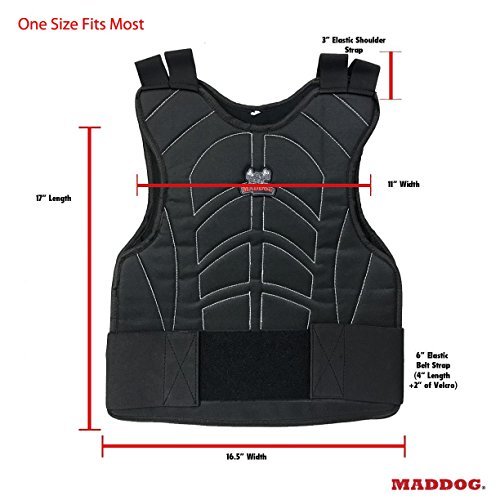 One Size Fits Most
3" Elastic Shoulder
Strap
MADDOG
11" Width
17" Length
6" Elastic
Belt Strap
(4" Length
+2" of Velcro)
16.5" Width
MADDOG®